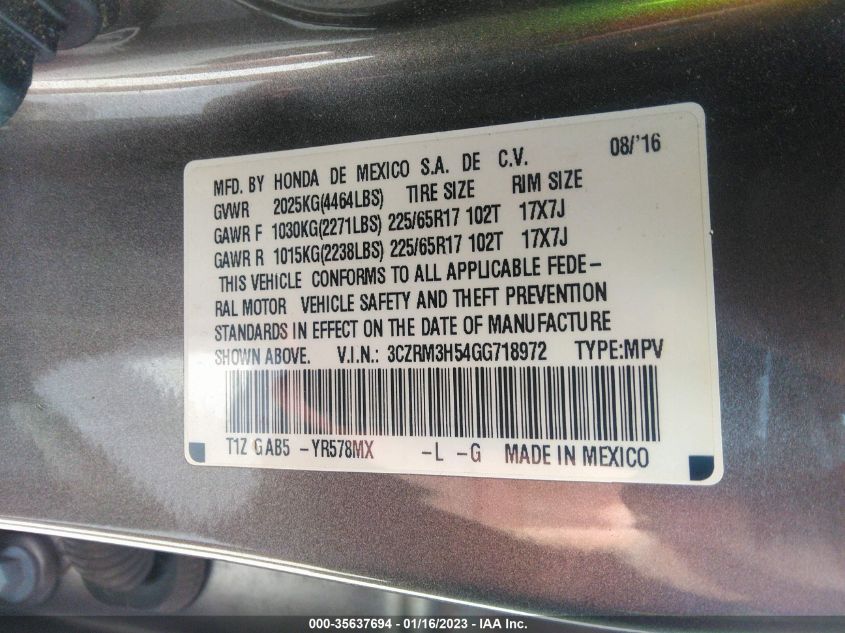 MFD. BY HONDA DE MEXICO S.A. DE C.V. 08/'16
GVWR 2025KG(4464LBS) TIRE SIZE RIM SIZE
GAWR F 1030KG(2271LBS) 225/65R17 102T 17X7J
GAWR R 1015KG(2238LBS) 225/65R17 102T 17X7J
THIS VEHICLE CONFORMS TO ALL APPLICABLE FEDE-
RAL MOTOR VEHICLE SAFETY AND THEFT PREVENTION
STANDARDS IN EFFECT ON THE DATE OF MANUFACTURE
SHOWN ABOVE. V.I.N.: 3CZRM3H54GG718972 TYPE:MPV
T1Z GAB5 -YR578MX -L -G MADE IN MEXICO
000-35637694 - 01/16/2023 - IAA Inc.